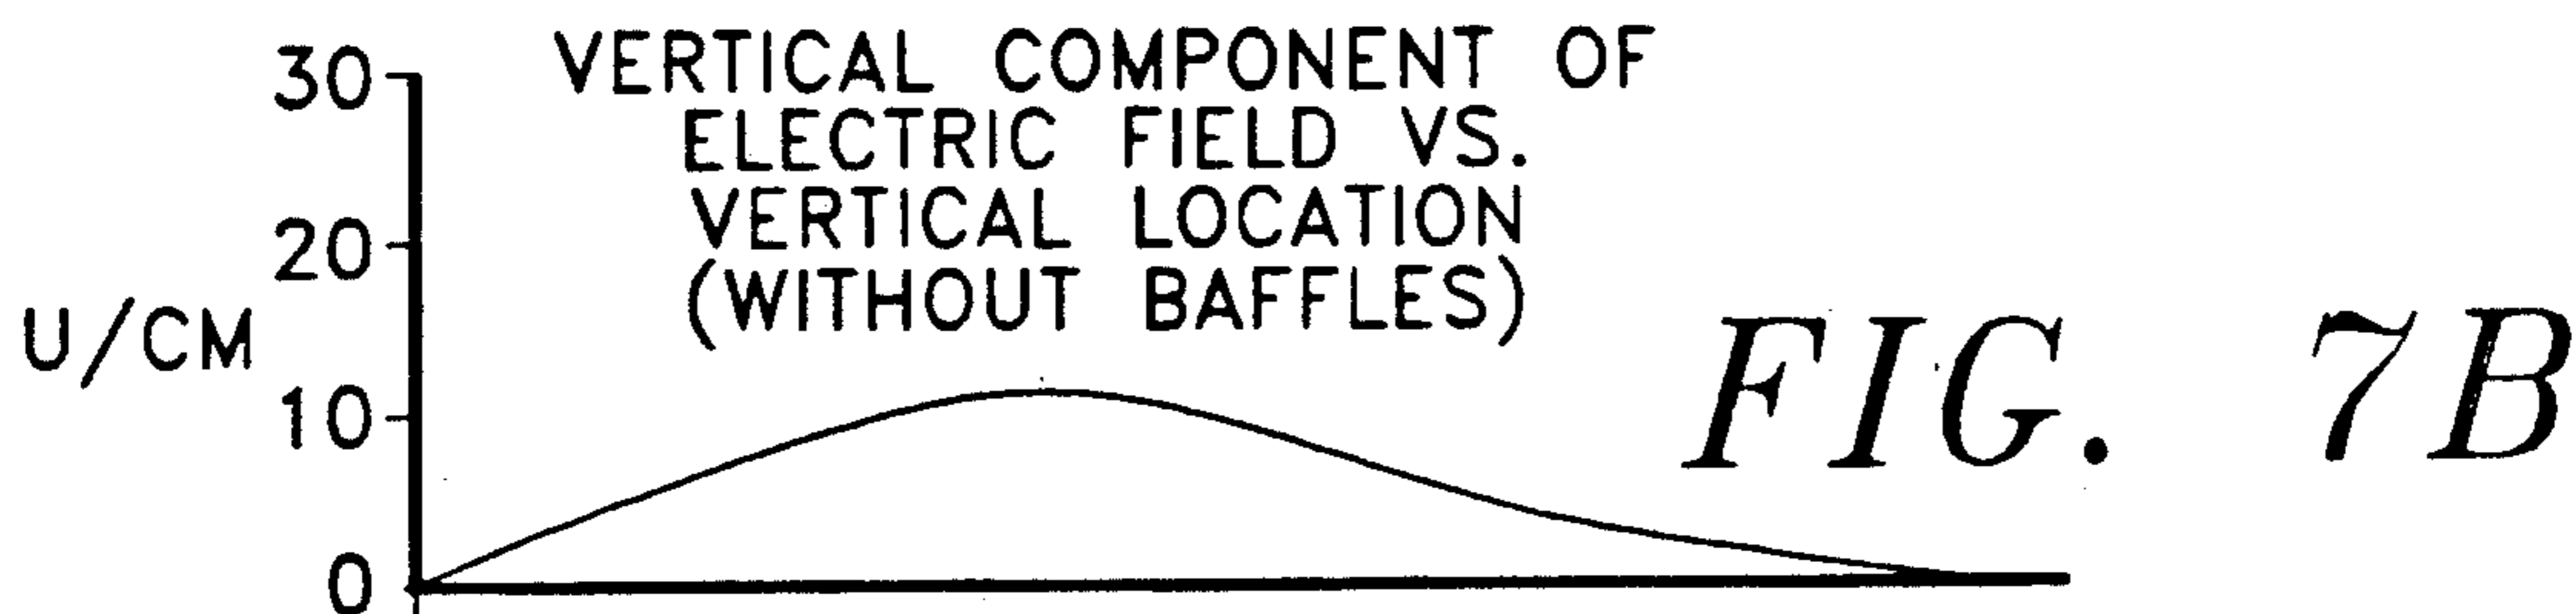 VERTICAL COMPONENT OF
ELECTRIC FIELD VS.
VERTICAL LOCATION
(WITHOUT BAFFLES)
30
20
U/CM
10
0
FIG. 7B